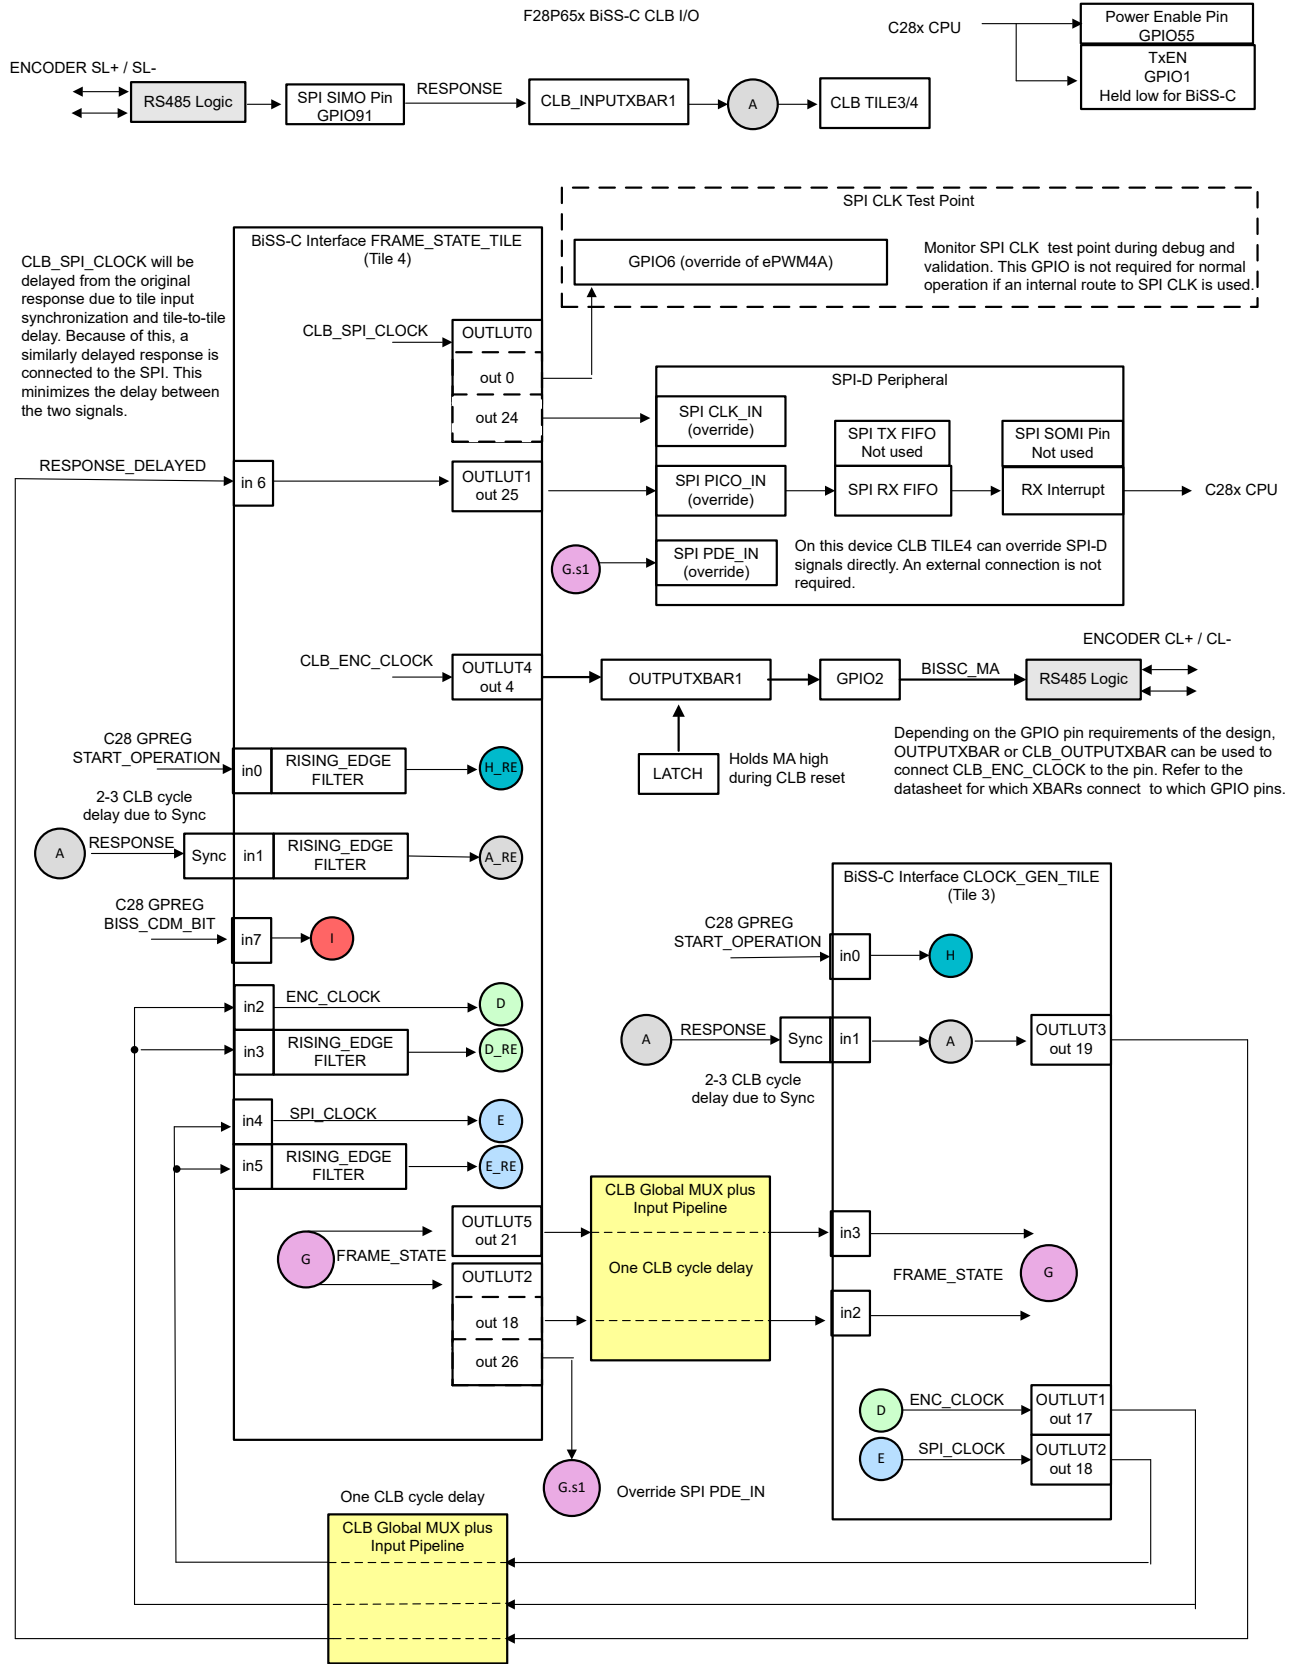 F28P65x BiSS-C CLB I/O
C28x CPU
Power Enable Pin
GPIO55
TxEN
GPIO1
Held low for BiSS-C
ENCODER SL+ / SL-
RS485 Logic
SPI SIMO Pin
GPIO91
RESPONSE
CLB_INPUTXBAR1
A
CLB TILE3/4
SPI CLK Test Point
GPIO6 (override of ePWM4A)
Monitor SPI CLK test point during debug and
validation. This GPIO is not required for normal
operation if an internal route to SPI CLK is used.
BiSS-C Interface FRAME_STATE_TILE
(Tile 4)
CLB_SPI_CLOCK will be
delayed from the original
response due to tile input
synchronization and tile-to-tile
delay. Because of this, a
similarly delayed response is
connected to the SPI. This
minimizes the delay between
the two signals.
CLB_SPI_CLOCK
OUTLUT0
out 0
out 24
SPI-D Peripheral
SPI CLK_IN
(override)
SPI TX FIFO
Not used
SPI SOMI Pin
Not used
RESPONSE_DELAYED
in 6
OUTLUT1
out 25
SPI PICO_IN
(override)
SPI RX FIFO
RX Interrupt
C28x CPU
G.s1
SPI PDE_IN
(override)
On this device CLB TILE4 can override SPI-D
signals directly. An external connection is not
required.
CLB_ENC_CLOCK
OUTLUT4
out 4
OUTPUTXBAR1
GPIO2
BISSC_MA
RS485 Logic
ENCODER CL+ / CL-
LATCH
Holds MA high
during CLB reset
Depending on the GPIO pin requirements of the design,
OUTPUTXBAR or CLB_OUTPUTXBAR can be used to
connect CLB_ENC_CLOCK to the pin. Refer to the
datasheet for which XBARs connect to which GPIO pins.
C28 GPREG
START_OPERATION
in0
RISING_EDGE
FILTER
H_RE
2-3 CLB cycle
delay due to Sync
A
RESPONSE
Sync
in1
RISING_EDGE
FILTER
A_RE
C28 GPREG
BISS_CDM_BIT
in7
I
in2
ENC_CLOCK
D
in3
RISING_EDGE
FILTER
D_RE
in4
SPI_CLOCK
E
in5
RISING_EDGE
FILTER
E_RE
BiSS-C Interface CLOCK_GEN_TILE
(Tile 3)
C28 GPREG
START_OPERATION
in0
H
A
RESPONSE
Sync
in1
A
OUTLUT3
out 19
2-3 CLB cycle
delay due to Sync
G
FRAME_STATE
OUTLUT5
out 21
OUTLUT2
out 18
out 26
CLB Global MUX plus
Input Pipeline
One CLB cycle delay
in3
FRAME_STATE
G
in2
D
ENC_CLOCK
OUTLUT1
out 17
E
SPI_CLOCK
OUTLUT2
out 18
G.s1
Override SPI PDE_IN
One CLB cycle delay
CLB Global MUX plus
Input Pipeline